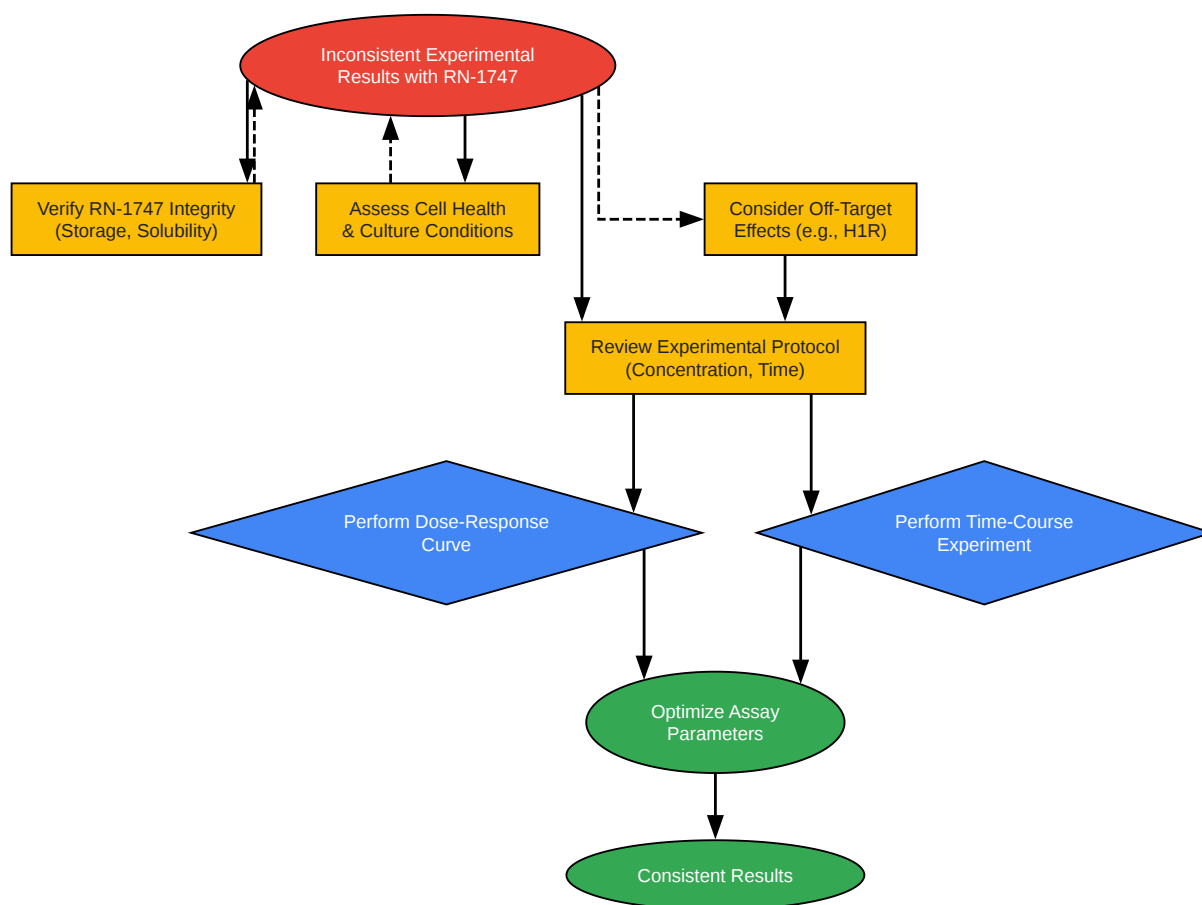 Inconsistent Experimental
Results with RN-1747
Verify RN-1747 Integrity
(Storage, Solubility)
Assess Cell Health
& Culture Conditions
Consider Off-Target
Effects (e.g., H1R)
Review Experimental Protocol
(Concentration, Time)
Perform Dose-Response
Curve
Perform Time-Course
Experiment
Optimize Assay
Parameters
Consistent Results